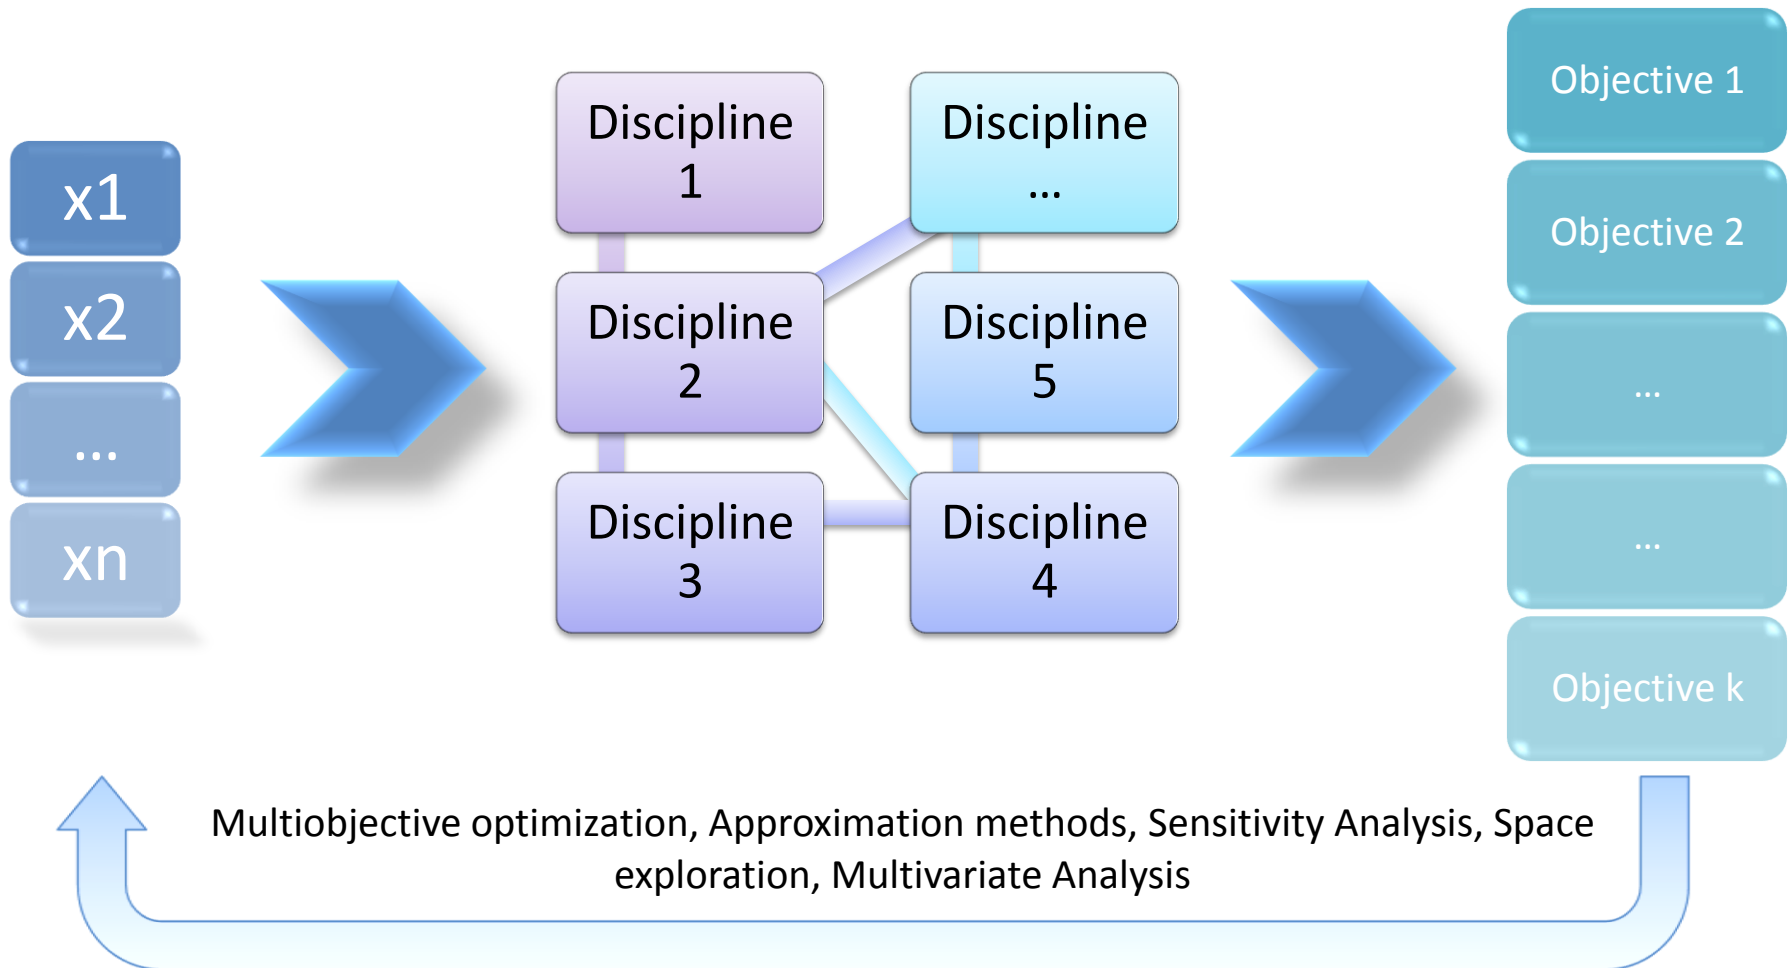 x1
x2
...
xn
Discipline
1
Discipline
2
Discipline
3
Discipline
...
Discipline
5
Discipline
4
Objective 1
Objective 2
...
...
Objective k
Multiobjective optimization, Approximation methods, Sensitivity Analysis, Space
exploration, Multivariate Analysis